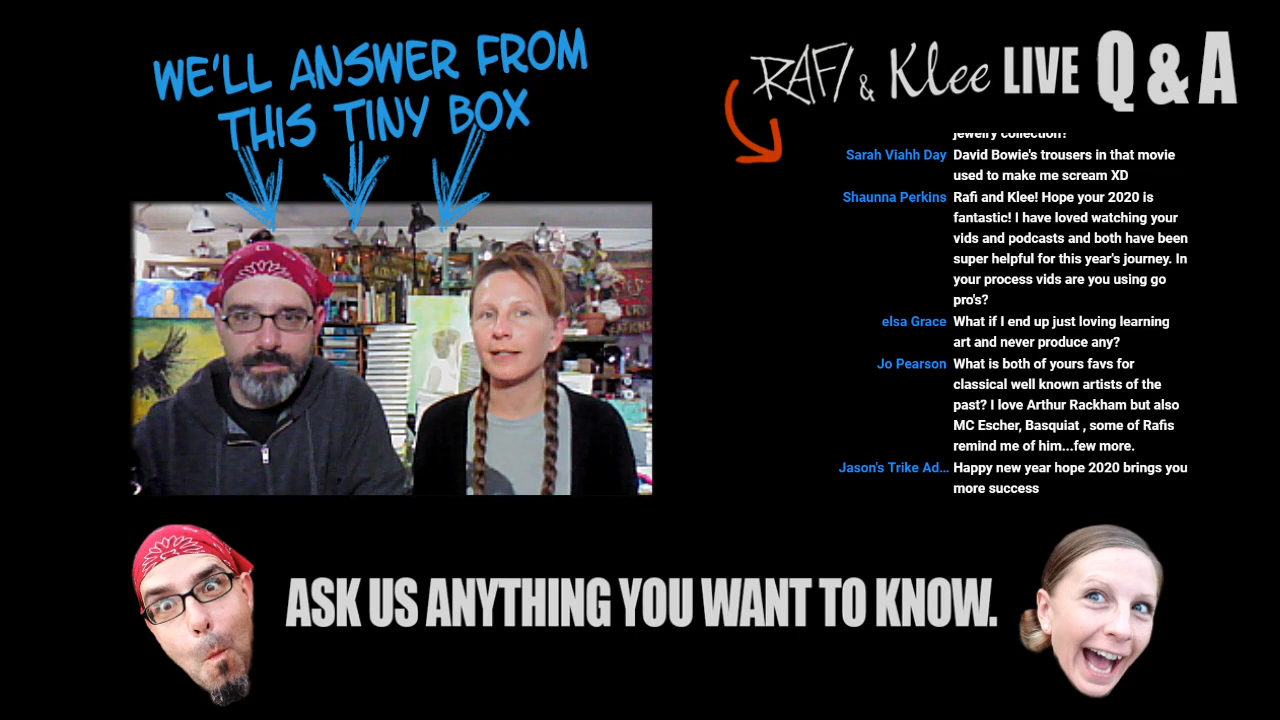 WE'LL ANSWER FROM
THIS TINY BOX
RAFI & Klee LIVE Q & A
jewelry collection?
Sarah Viahh Day David Bowie's trousers in that movie
used to make me scream XD
Shaunna Perkins Rafi and Klee! Hope your 2020 is
fantastic! I have loved watching your
vids and podcasts and both have been
super helpful for this year's journey. In
your process vids are you using go
pro's?
elsa Grace What if I end up just loving learning
art and never produce any?
Jo Pearson What is both of yours favs for
classical well known artists of the
past? I love Arthur Rackham but also
MC Escher, Basquiat , some of Rafis
remind me of him...few more.
Jason's Trike Ad... Happy new year hope 2020 brings you
more success
ASK US ANYTHING YOU WANT TO KNOW.